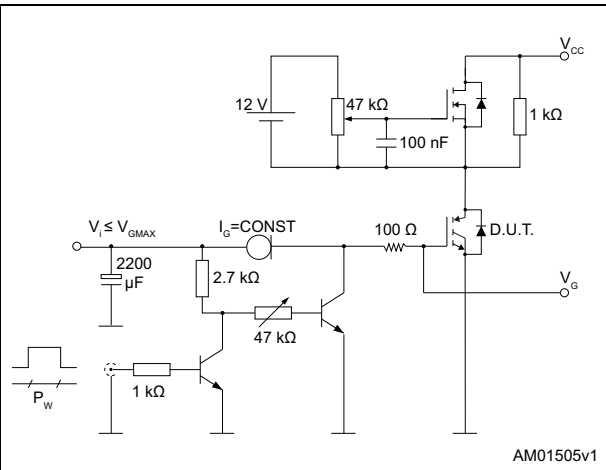 V_CC
12 V
47 kΩ
1 kΩ
100 nF
V_i ≤ V_GMAX
I_G=CONST
100 Ω
D.U.T.
2200
µF
2.7 kΩ
V_G
47 kΩ
1 kΩ
P_W
AM01505v1